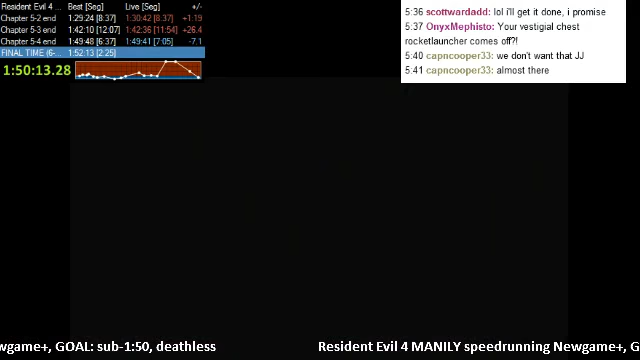 Resident Evil 4 ... Best [Seg] Live [Seg] +/-
Chapter 5-2 end 1:29:24 [8:37] 1:30:42 [8:37] +1:19
Chapter 5-3 end 1:42:10 [12:07] 1:42:36 [11:54] +26.4
Chapter 5-4 end 1:49:48 [6:37] 1:49:41 [7:05] -7.1
FINAL TIME (6-... 1:52:13 [2:25]
1:50:13.28
5:36 scottwardadd: lol i'll get it done, i promise
5:37 OnyxMephisto: Your vestigial chest
rocketlauncher comes off?!
5:40 capncooper33: we don't want that JJ
5:41 capncooper33: almost there
wgame+, GOAL: sub-1:50, deathless Resident Evil 4 MANILY speedrunning Newgame+, G